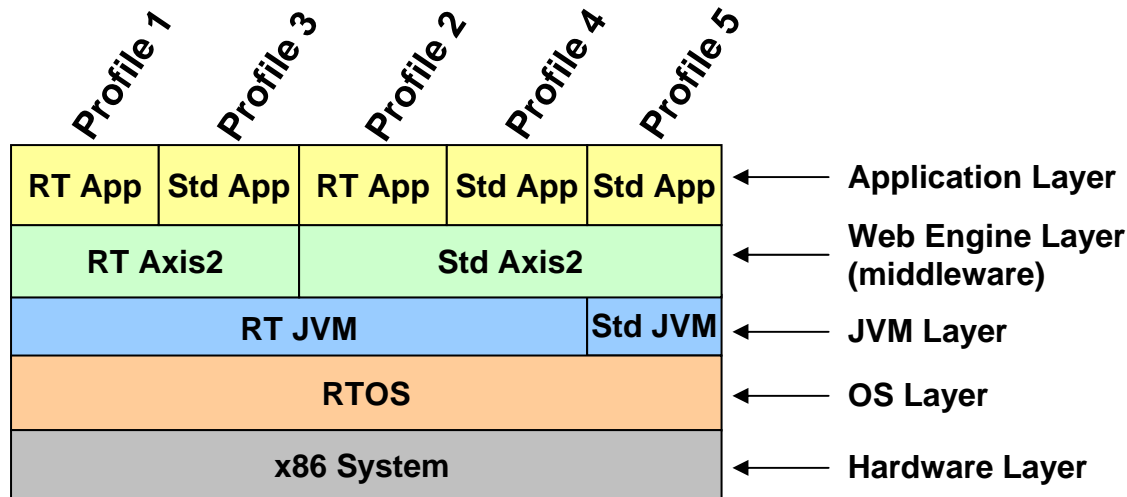 Profile 1
Profile 3
Profile 2
Profile 4
Profile 5
RT App
Std App
RT App
Std App
Std App
Application Layer
RT Axis2
Std Axis2
Web Engine Layer
(middleware)
RT JVM
Std JVM
JVM Layer
RTOS
OS Layer
x86 System
Hardware Layer